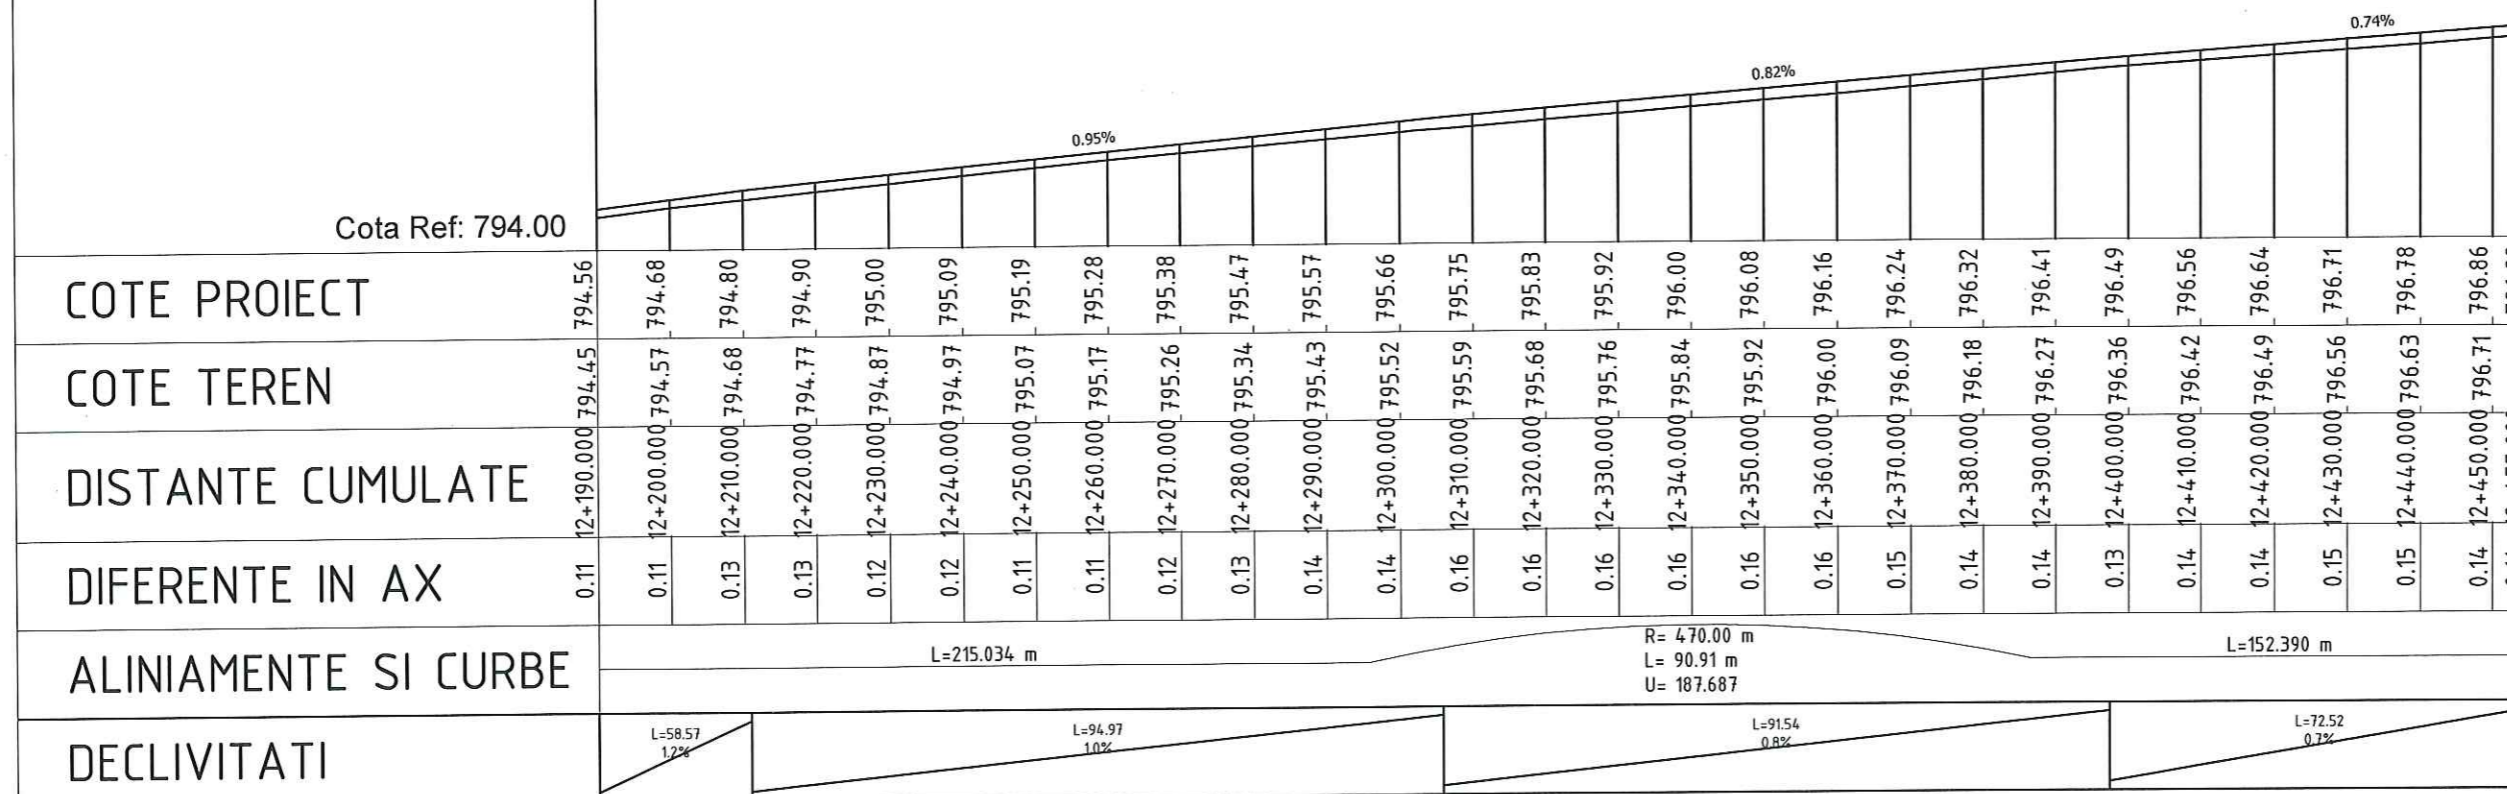 0.74%
0.82%
0.95%
Cota Ref: 794.00
COTE PROIECT 794.56 794.68 794.80 794.90 795.00 795.09 795.19 795.28 795.38 795.47 795.57 795.66 795.75 795.83 795.92 796.00 796.08 796.16 796.24 796.32 796.41 796.49 796.56 796.64 796.71 796.78 796.86
COTE TEREN 794.45 794.57 794.68 794.77 794.87 794.97 795.07 795.17 795.26 795.34 795.43 795.52 795.59 795.68 795.76 795.84 795.92 796.00 796.09 796.18 796.27 796.36 796.42 796.49 796.56 796.63 796.71
DISTANTE CUMULATE 12+190.000 12+200.000 12+210.000 12+220.000 12+230.000 12+240.000 12+250.000 12+260.000 12+270.000 12+280.000 12+290.000 12+300.000 12+310.000 12+320.000 12+330.000 12+340.000 12+350.000 12+360.000 12+370.000 12+380.000 12+390.000 12+400.000 12+410.000 12+420.000 12+430.000 12+440.000 12+450.000
DIFERENTE IN AX 0.11 0.11 0.13 0.13 0.12 0.12 0.11 0.11 0.12 0.13 0.14 0.14 0.16 0.16 0.16 0.16 0.16 0.16 0.15 0.14 0.14 0.13 0.14 0.14 0.15 0.15 0.14
ALINIAMENTE SI CURBE
L=215.034 m
R= 470.00 m
L= 90.91 m
U= 187.687
L=152.390 m
DECLIVITATI
L=58.57
1.2%
L=94.97
1.0%
L=91.54
0.8%
L=72.52
0.7%